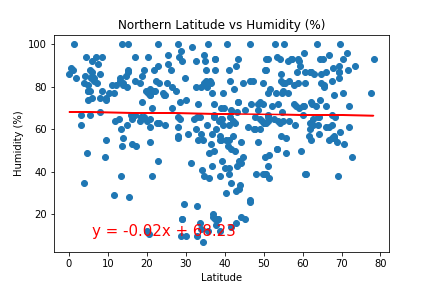 Northern Latitude vs Humidity (%)
Humidity (%)
100
80
60
40
20
y = -0.02x + 68.23
0 10 20 30 40 50 60 70 80
Latitude